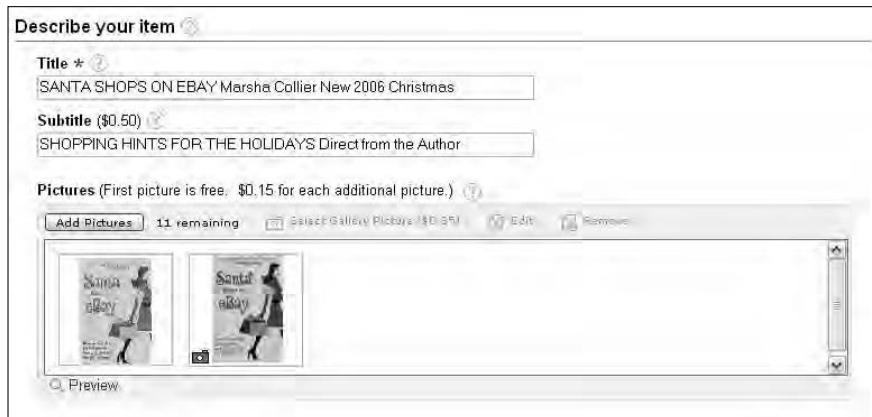 Describe your item ?
Title * ?
SANTA SHOPS ON EBAY Marsha Collier New 2006 Christmas
Subtitle ($0.50) ?
SHOPPING HINTS FOR THE HOLIDAYS Direct from the Author
Pictures (First picture is free. $0.15 for each additional picture.) ?
Add Pictures 11 remaining Select Gallery Picture ($0.35) Edit Remove
Santa
eBay
Santa
eBay
Preview